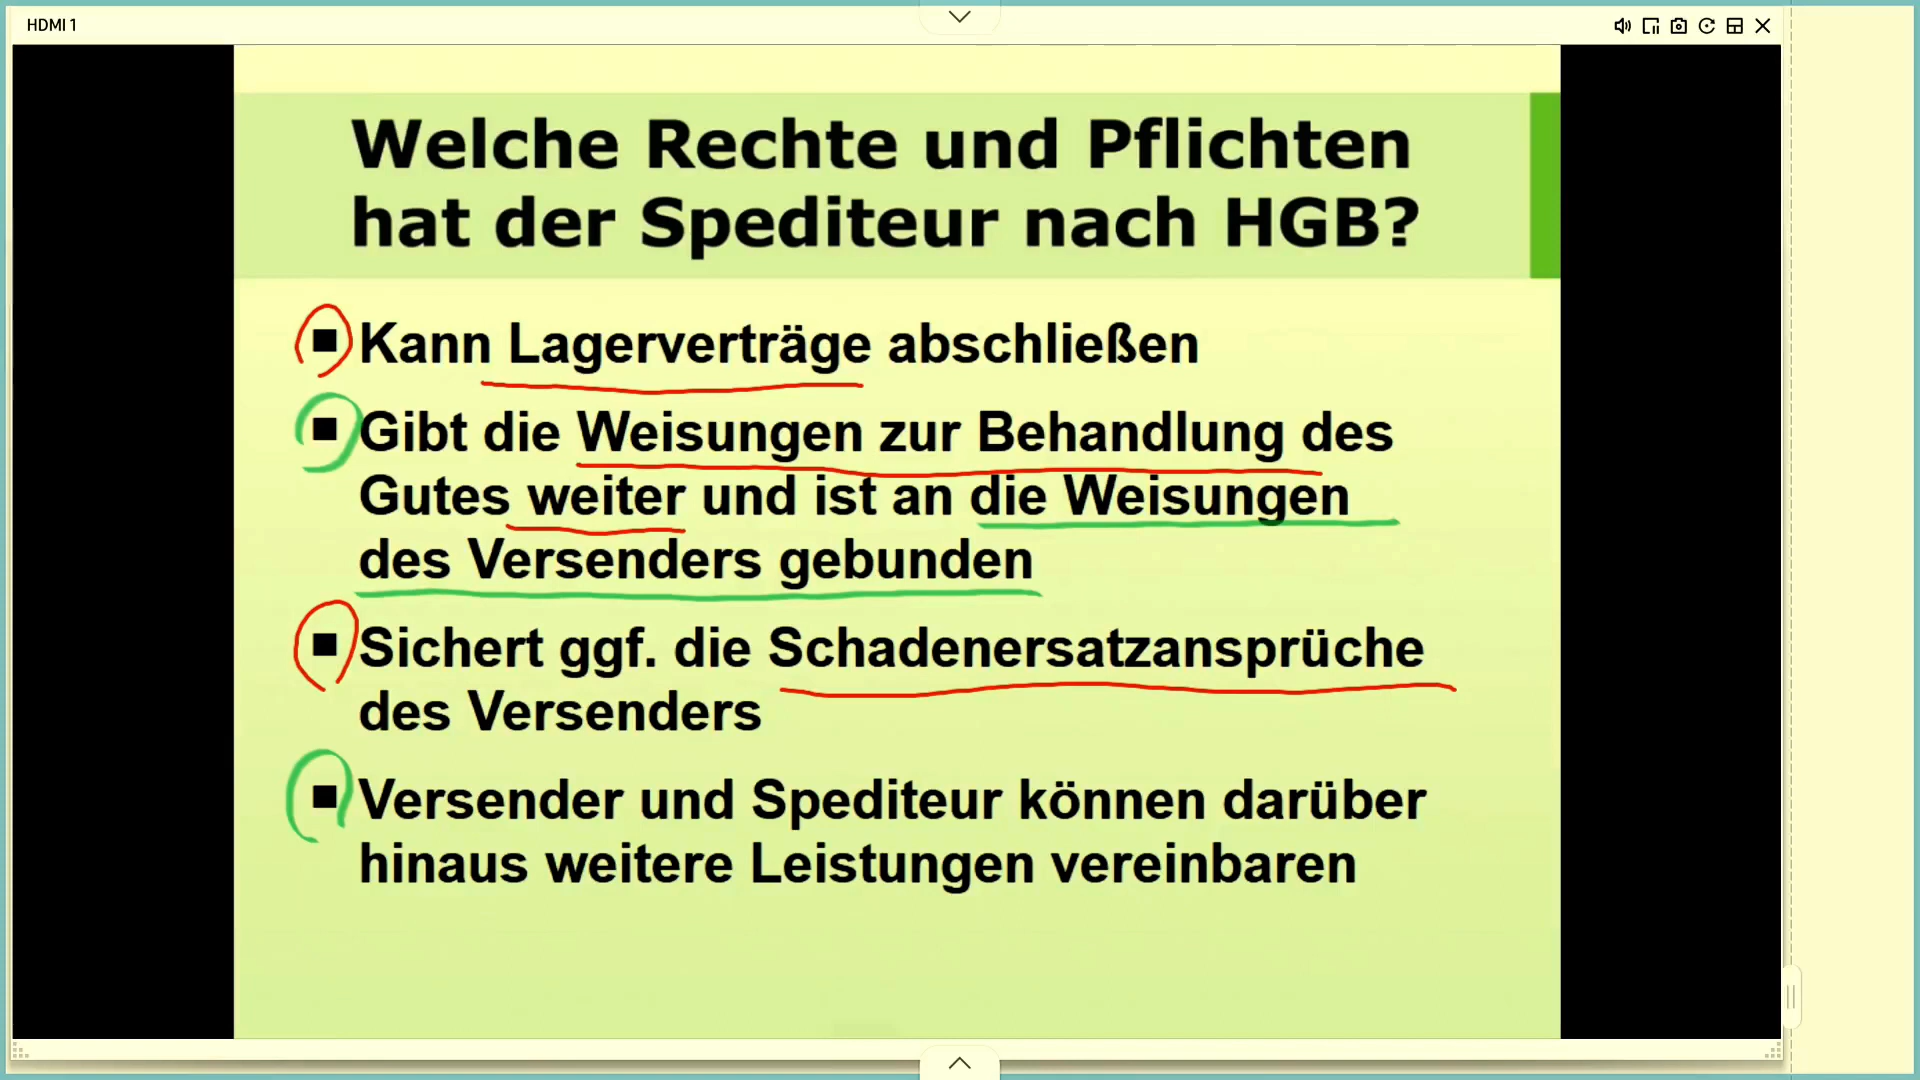 HDMI 1
Welche Rechte und Pflichten
hat der Spediteur nach HGB?
■ Kann Lagerverträge abschließen
■ Gibt die Weisungen zur Behandlung des
Gutes weiter und ist an die Weisungen
des Versenders gebunden
■ Sichert ggf. die Schadenersatzansprüche
des Versenders
■ Versender und Spediteur können darüber
hinaus weitere Leistungen vereinbaren